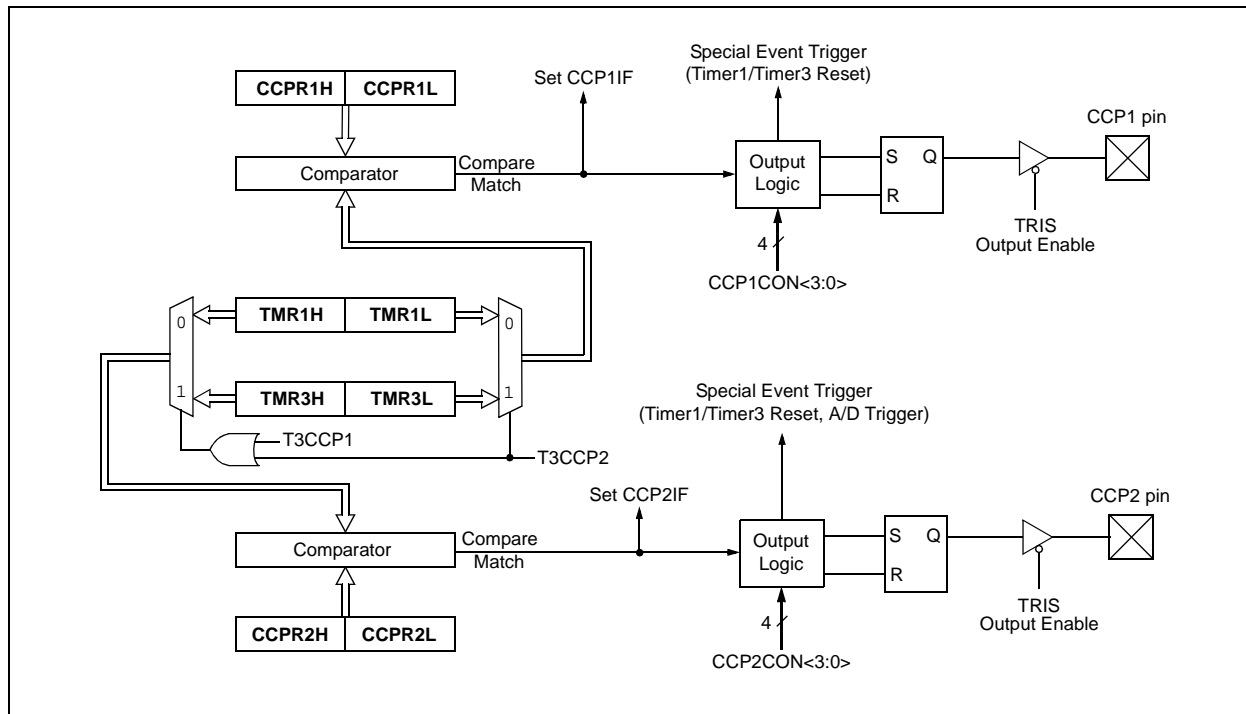 Special Event Trigger
(Timer1/Timer3 Reset)
Set CCP1IF
CCPR1H CCPR1L
CCP1 pin
Comparator
Compare
Match
Output
Logic
S Q
R
TRIS
Output Enable
4
CCP1CON<3:0>
0 TMR1H TMR1L 0
1 TMR3H TMR3L 1
T3CCP1
T3CCP2
Special Event Trigger
(Timer1/Timer3 Reset, A/D Trigger)
Set CCP2IF
CCP2 pin
Comparator
Compare
Match
Output
Logic
S Q
R
TRIS
Output Enable
4
CCPR2H CCPR2L
CCP2CON<3:0>